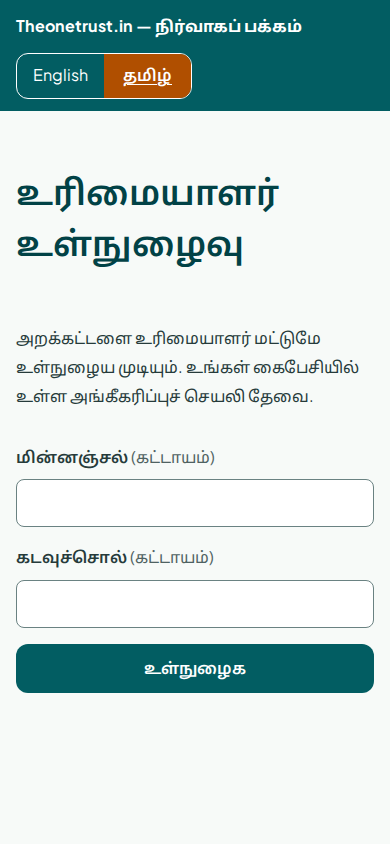 Theonetrust.in — நிர்வாகப் பக்கம்
English தமிழ்
உரிமையாளர்
உள்நுழைவு
அறக்கட்டளை உரிமையாளர் மட்டுமே
உள்நுழைய முடியும். உங்கள் கைபேசியில்
உள்ள அங்கீகரிப்புச் செயலி தேவை.
மின்னஞ்சல் (கட்டாயம்)
கடவுச்சொல் (கட்டாயம்)
உள்நுழைக